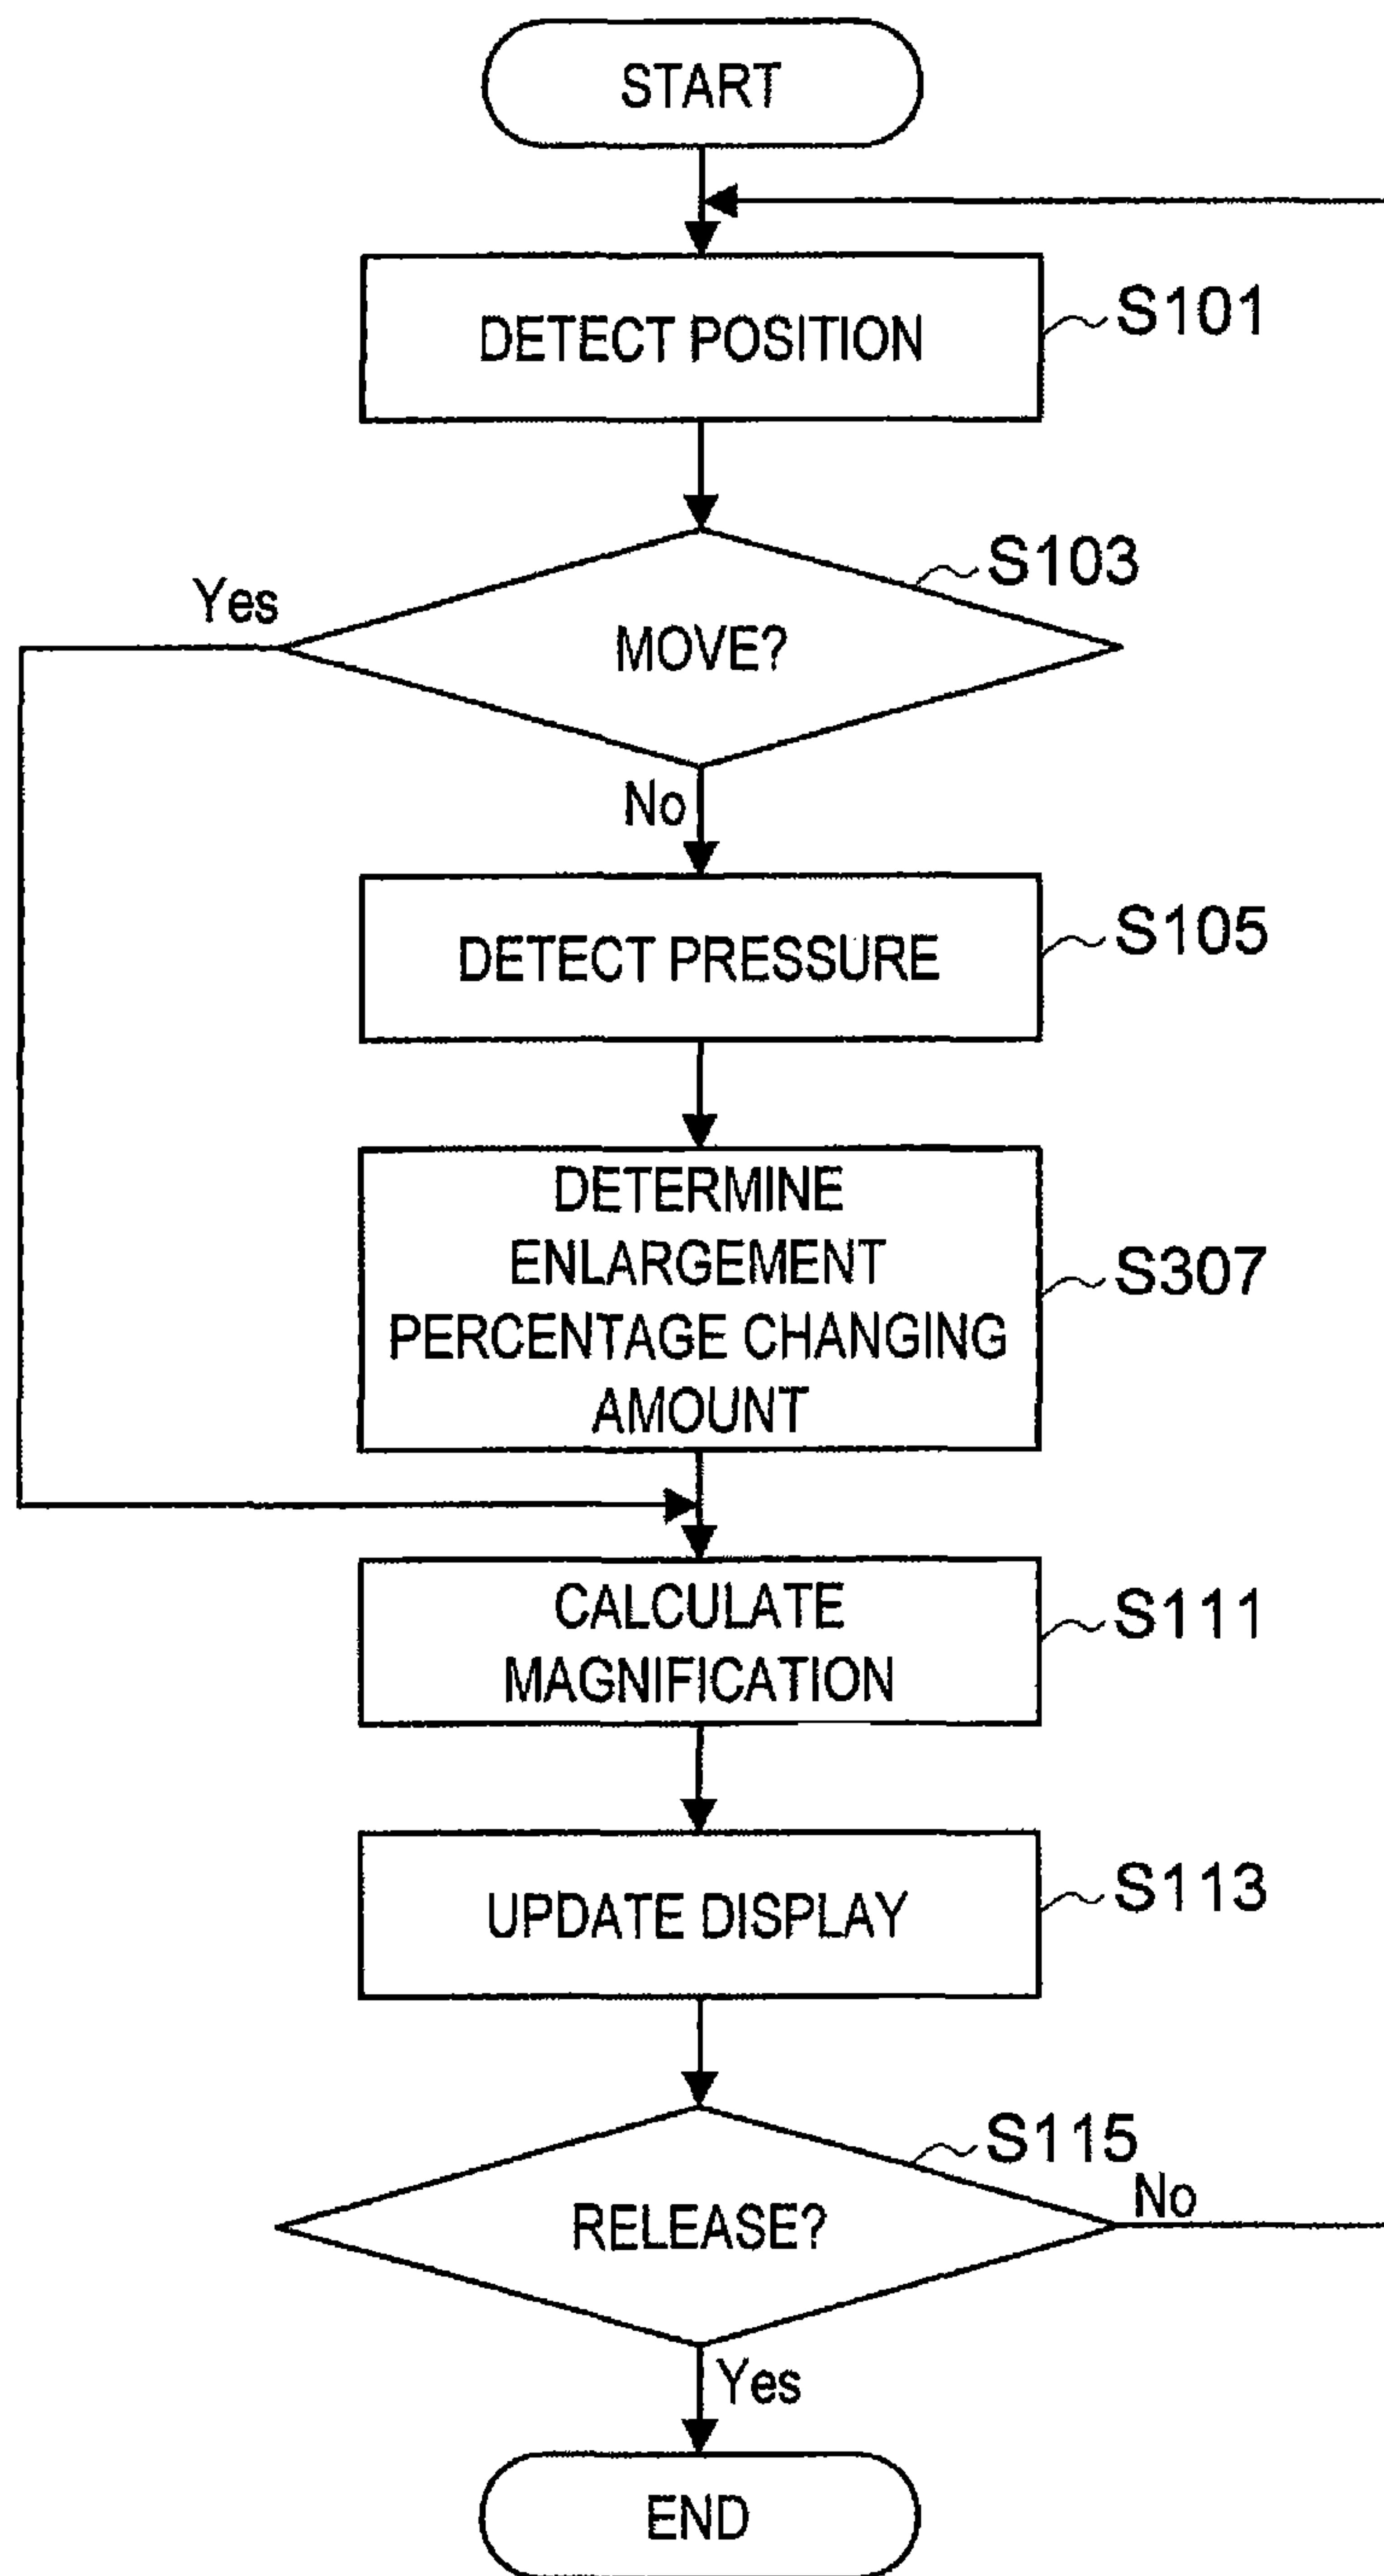 START
DETECT POSITION
S101
S103
Yes
MOVE?
No
DETECT PRESSURE
S105
DETERMINE
ENLARGEMENT
PERCENTAGE CHANGING
AMOUNT
S307
CALCULATE
MAGNIFICATION
S111
UPDATE DISPLAY
S113
S115
RELEASE?
No
Yes
END